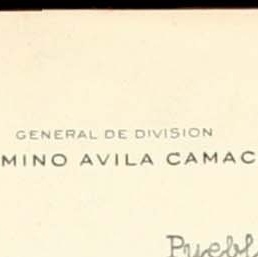 GENERAL DE DIVISION
MINO AVILA CAMAC
Puebl